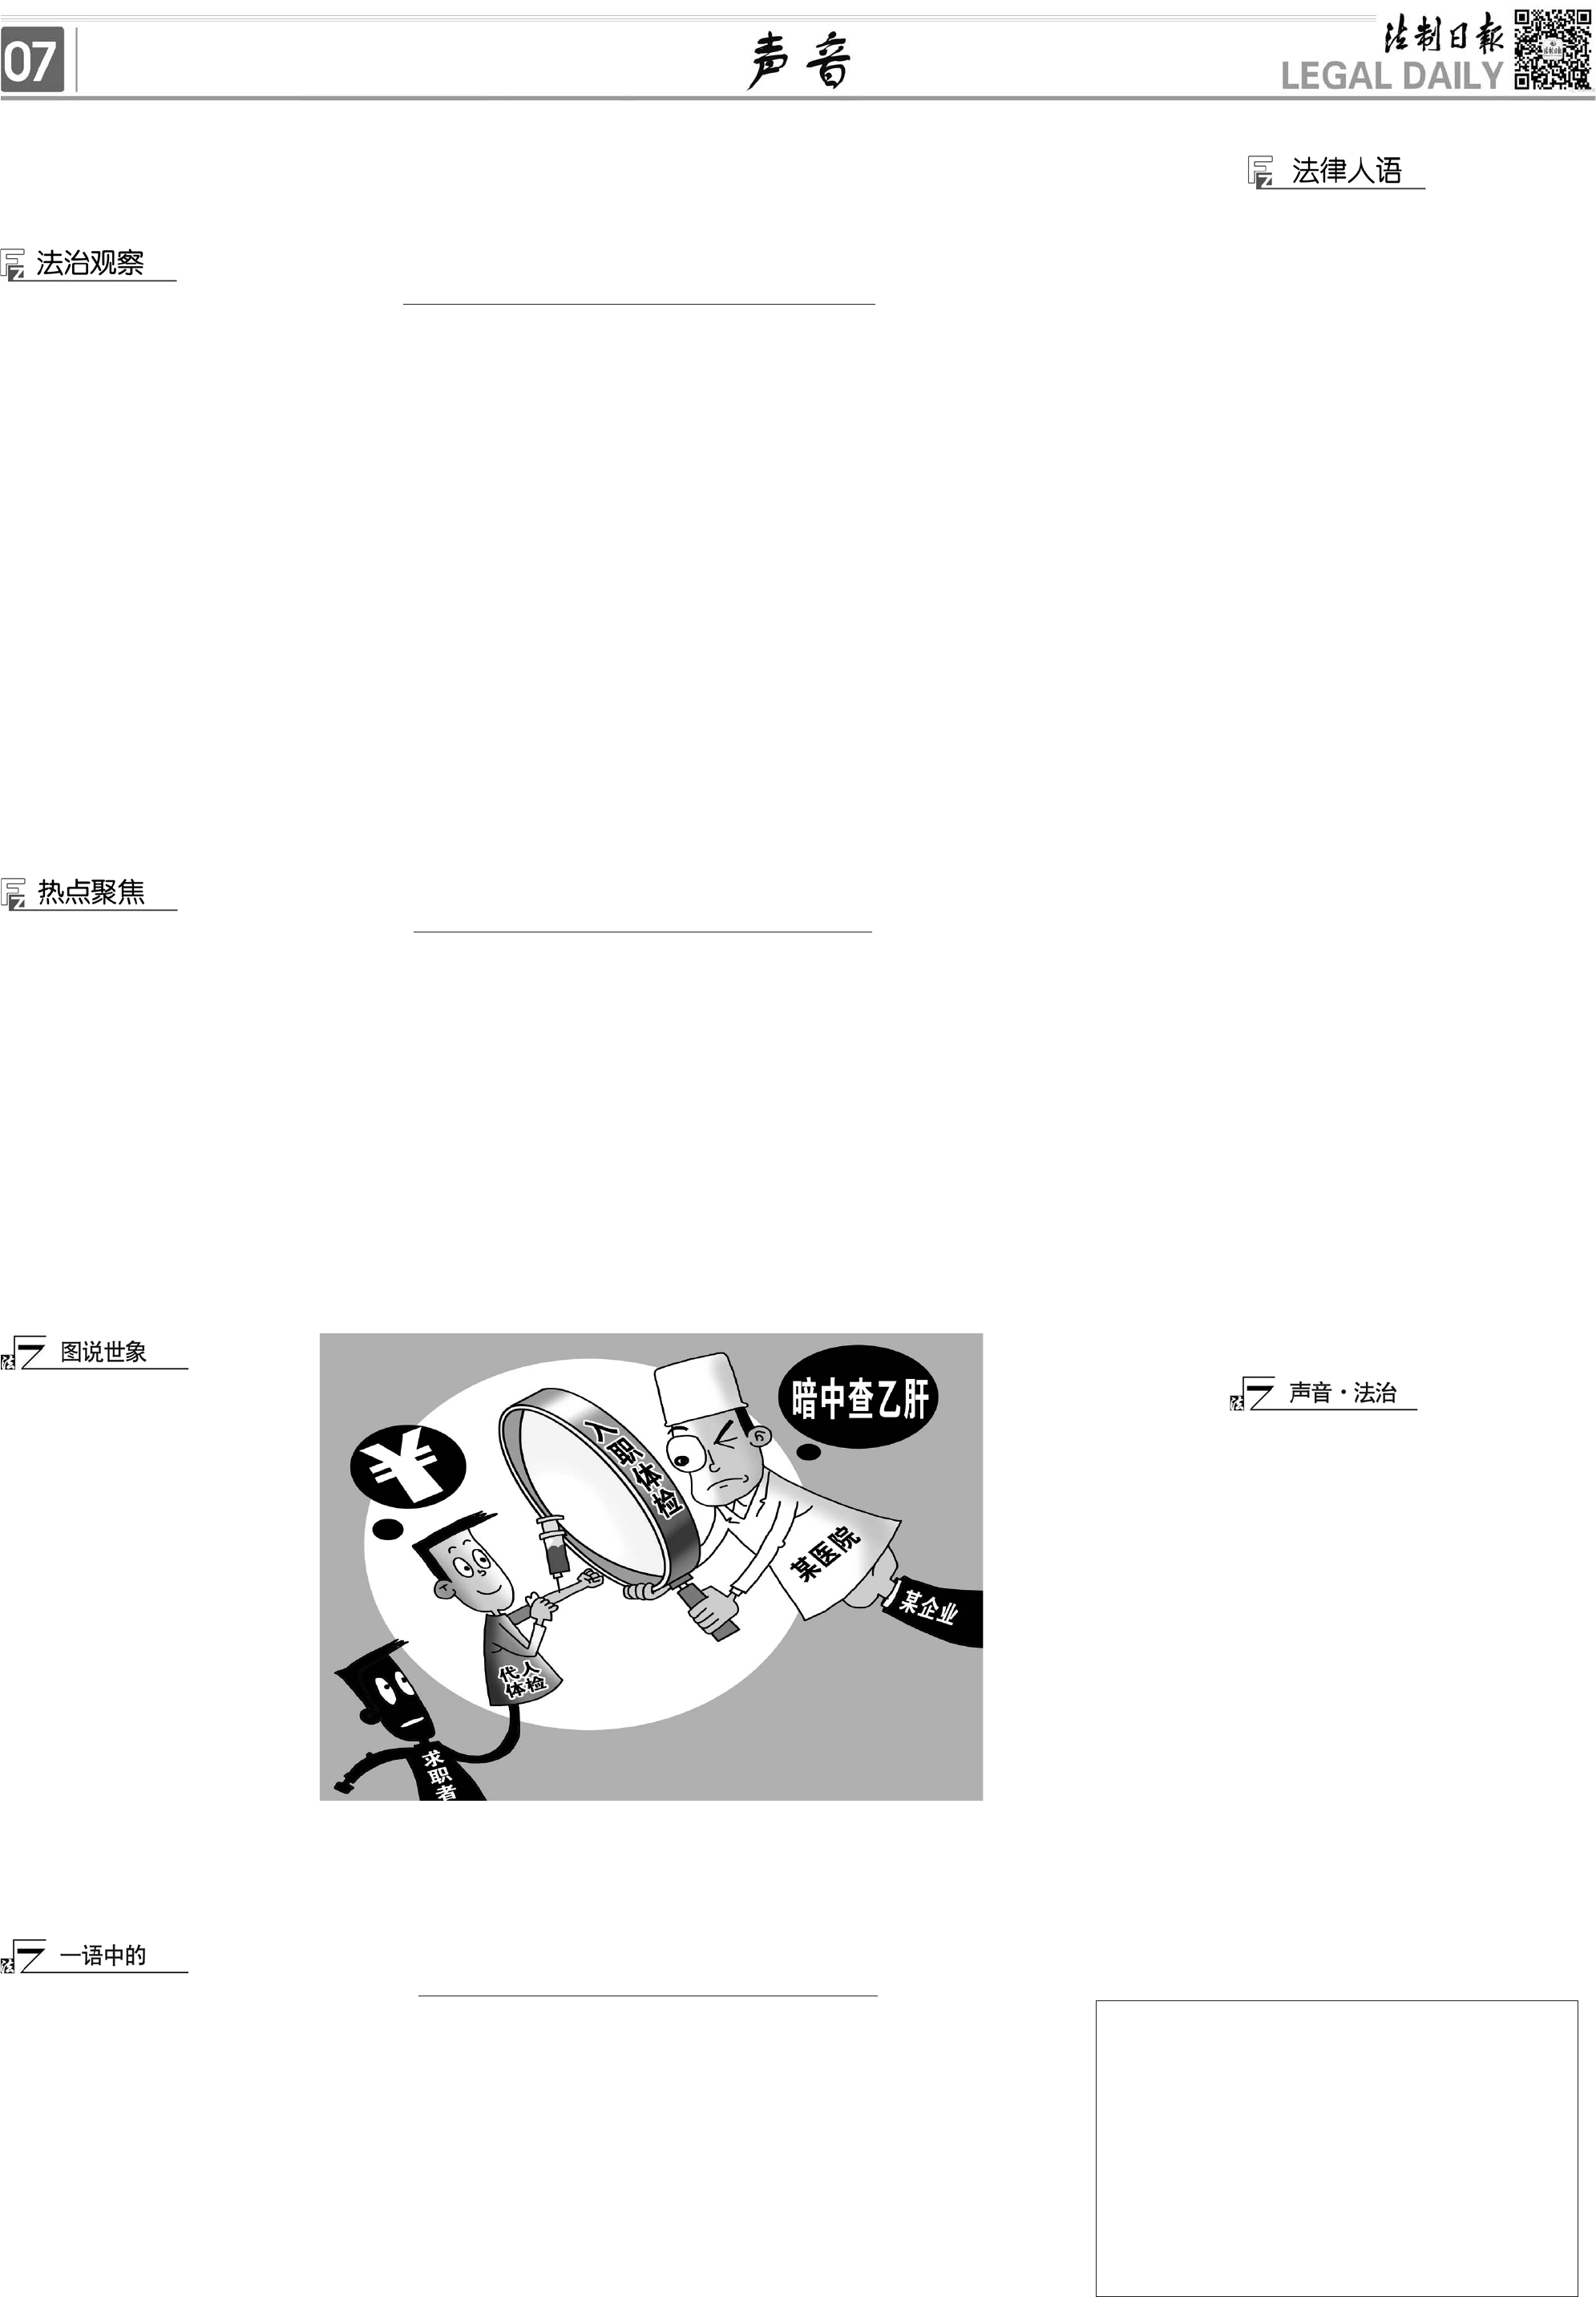 07
声音
法制日報
LEGAL DAILY
法律人语
法治观察
热点聚焦
图说世象
暗中查乙肝
¥
入职体检
某医院
某企业
代人
体检
求职者
声音·法治
一语中的